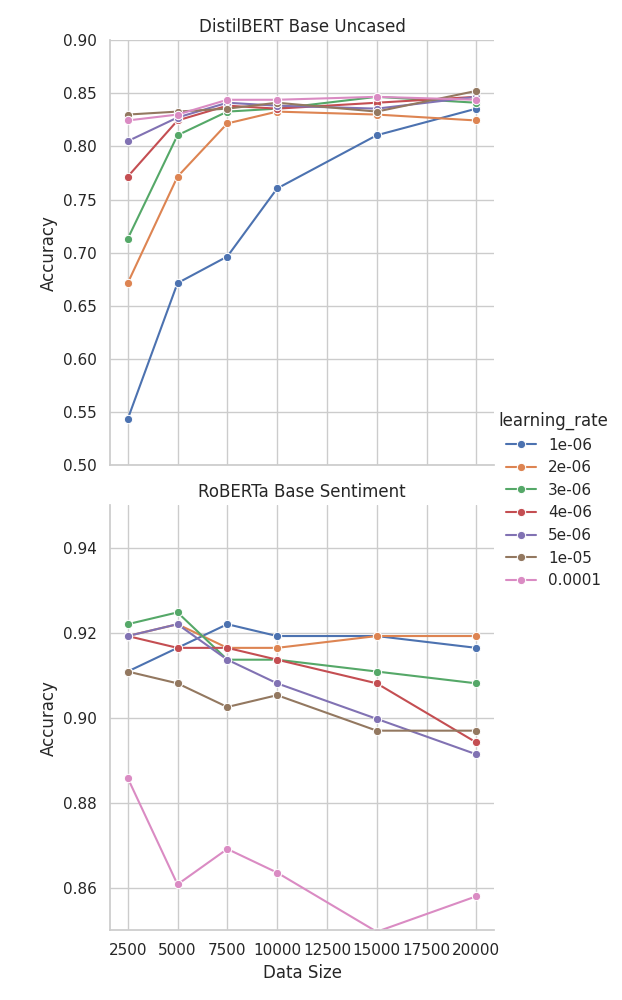 DistilBERT Base Uncased
0.90
0.85
0.80
0.75
0.70
0.65
0.60
0.55
0.50
Accuracy
RoBERTa Base Sentiment
0.94
0.92
0.90
0.88
0.86
Accuracy
2500 5000 7500 10000 12500 15000 17500 20000
Data Size
learning_rate
1e-06
2e-06
3e-06
4e-06
5e-06
1e-05
0.0001